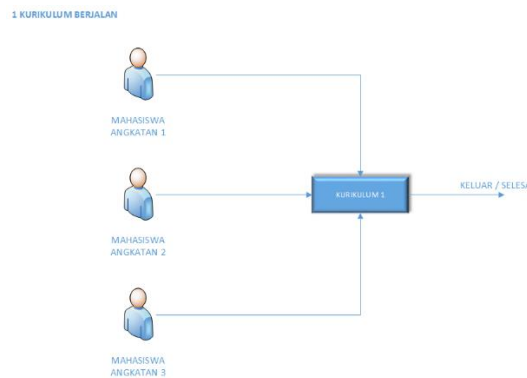 1 KURIKULUM BERJALAN
MAHASISWA
ANGKATAN 1
MAHASISWA
ANGKATAN 2
KURIKULUM 1
KELUAR / SELESA
MAHASISWA
ANGKATAN 3